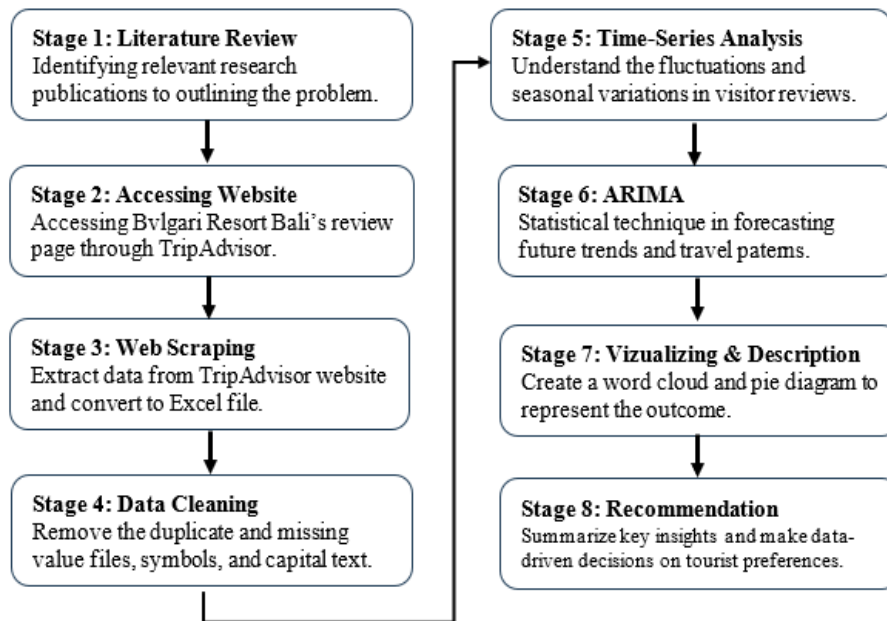 Stage 1: Literature Review
Identifying relevant research
publications to outlining the problem.
Stage 2: Accessing Website
Accessing Bvlgari Resort Bali's review
page through TripAdvisor.
Stage 3: Web Scraping
Extract data from TripAdvisor website
and convert to Excel file.
Stage 4: Data Cleaning
Remove the duplicate and missing
value files, symbols, and capital text.
Stage 5: Time-Series Analysis
Understand the fluctuations and
seasonal variations in visitor reviews.
Stage 6: ARIMA
Statistical technique in forecasting
future trends and travel paterns.
Stage 7: Vizualizing & Description
Create a word cloud and pie diagram to
represent the outcome.
Stage 8: Recommendation
Summarize key insights and make data-
driven decisions on tourist preferences.